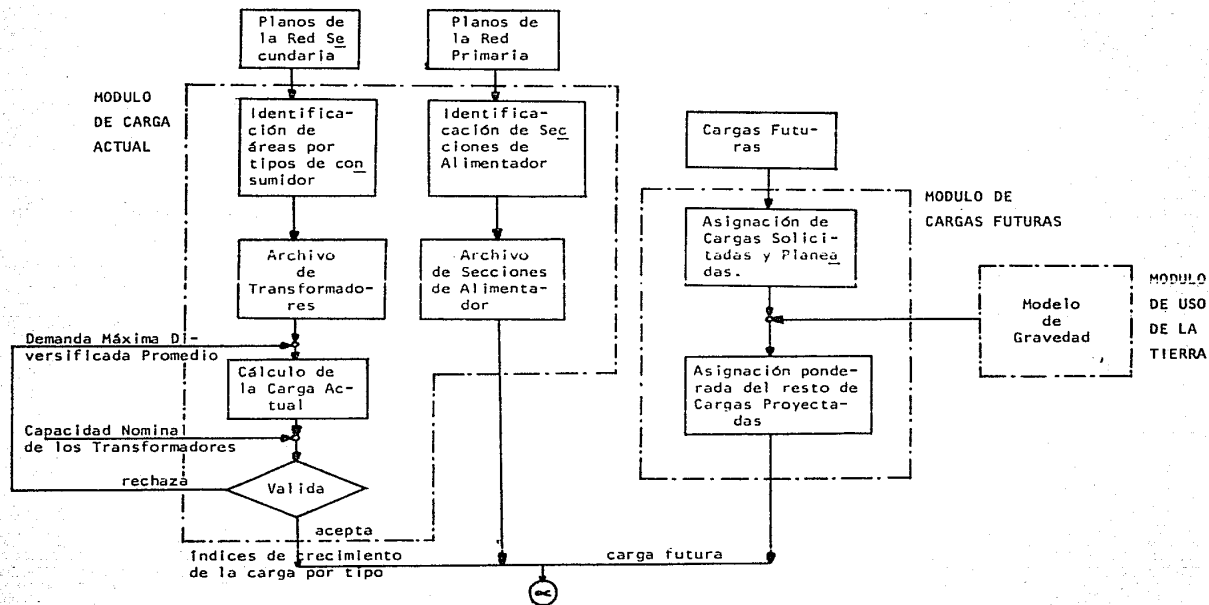 Planos de
la Red Se
cundaria
Planos de
la Red
Primaria
MODULO
DE CARGA
ACTUAL
Identifica-
ción de
áreas por
tipos de con
sumidor
Identifi-
cacación de Sec
ciones de
Alimentador
Cargas Futu-
ras
MODULO DE
CARGAS FUTURAS
Archivo
de
Transformado-
res
Archivo
de Secciones
de Alimenta-
dor
Asignación de
Cargas Solici-
tadas y Planea
das.
Modelo
de
Gravedad
MODULO
DE USO
DE LA
TIERRA
Demanda Máxima Di-
versificada Promedio
Cálculo de
la Carga Ac-
tual
Asignación ponde-
rada del resto de
Cargas Proyecta-
das
Capacidad Nominal
de los Transformadores
rechaza
Valida
acepta
índices de crecimiento
de la carga por tipo
carga futura
∝